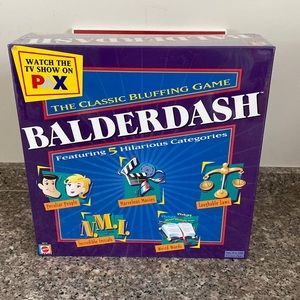 BALDERDASH
WATCH THE
TV SHOW ON
PAX
THE CLASSIC BLUFFING GAME
BALDERDASH
Featuring 5 Hilarious Categories
Peculiar People
Marvelous Movies
Laughable Laws
N.M.I.
Incredible Initials
Weird Words